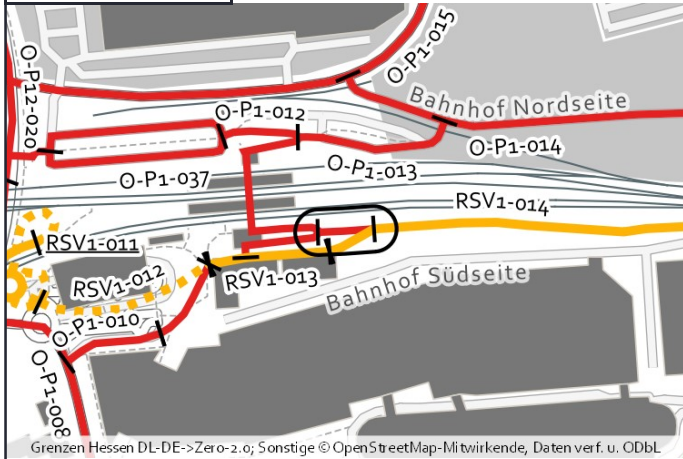 O-P1-015
O-P12-020
O-P1-012
Bahnhof Nordseite
O-P1-014
O-P1-013
O-P1-037
RSV1-014
RSV1-011
RSV1-012
RSV1-013
Bahnhof Südseite
O-P1-010
O-P1-008
Grenzen Hessen DL-DE->Zero-2.0; Sonstige © OpenStreetMap-Mitwirkende, Daten verf. u. ODbL